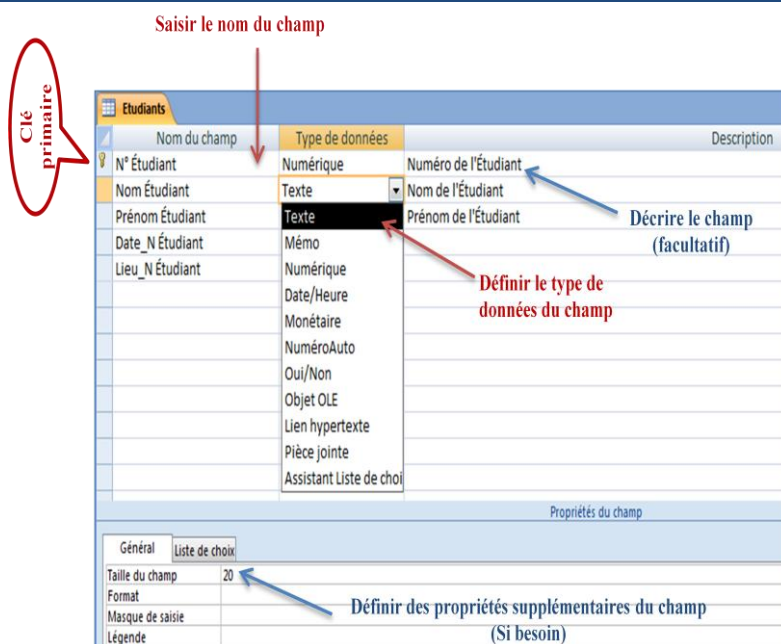 Saisir le nom du champ
Clé
primaire
Etudiants
Nom du champ Type de données Description
N° Étudiant Numérique Numéro de l'Étudiant
Nom Étudiant Texte Nom de l'Étudiant
Prénom Étudiant Texte Prénom de l'Étudiant
Date_N Étudiant Mémo
Lieu_N Étudiant Numérique
Date/Heure
Monétaire
NuméroAuto
Oui/Non
Objet OLE
Lien hypertexte
Pièce jointe
Assistant Liste de choi
Décrire le champ
(facultatif)
Définir le type de
données du champ
Propriétés du champ
Général Liste de choix
Taille du champ 20
Format
Masque de saisie
Légende
Définir des propriétés supplémentaires du champ
(Si besoin)